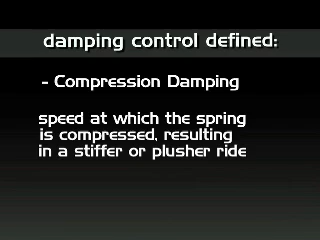 damping control defined:
- Compression Damping
speed at which the spring
is compressed, resulting
in a stiffer or plusher ride